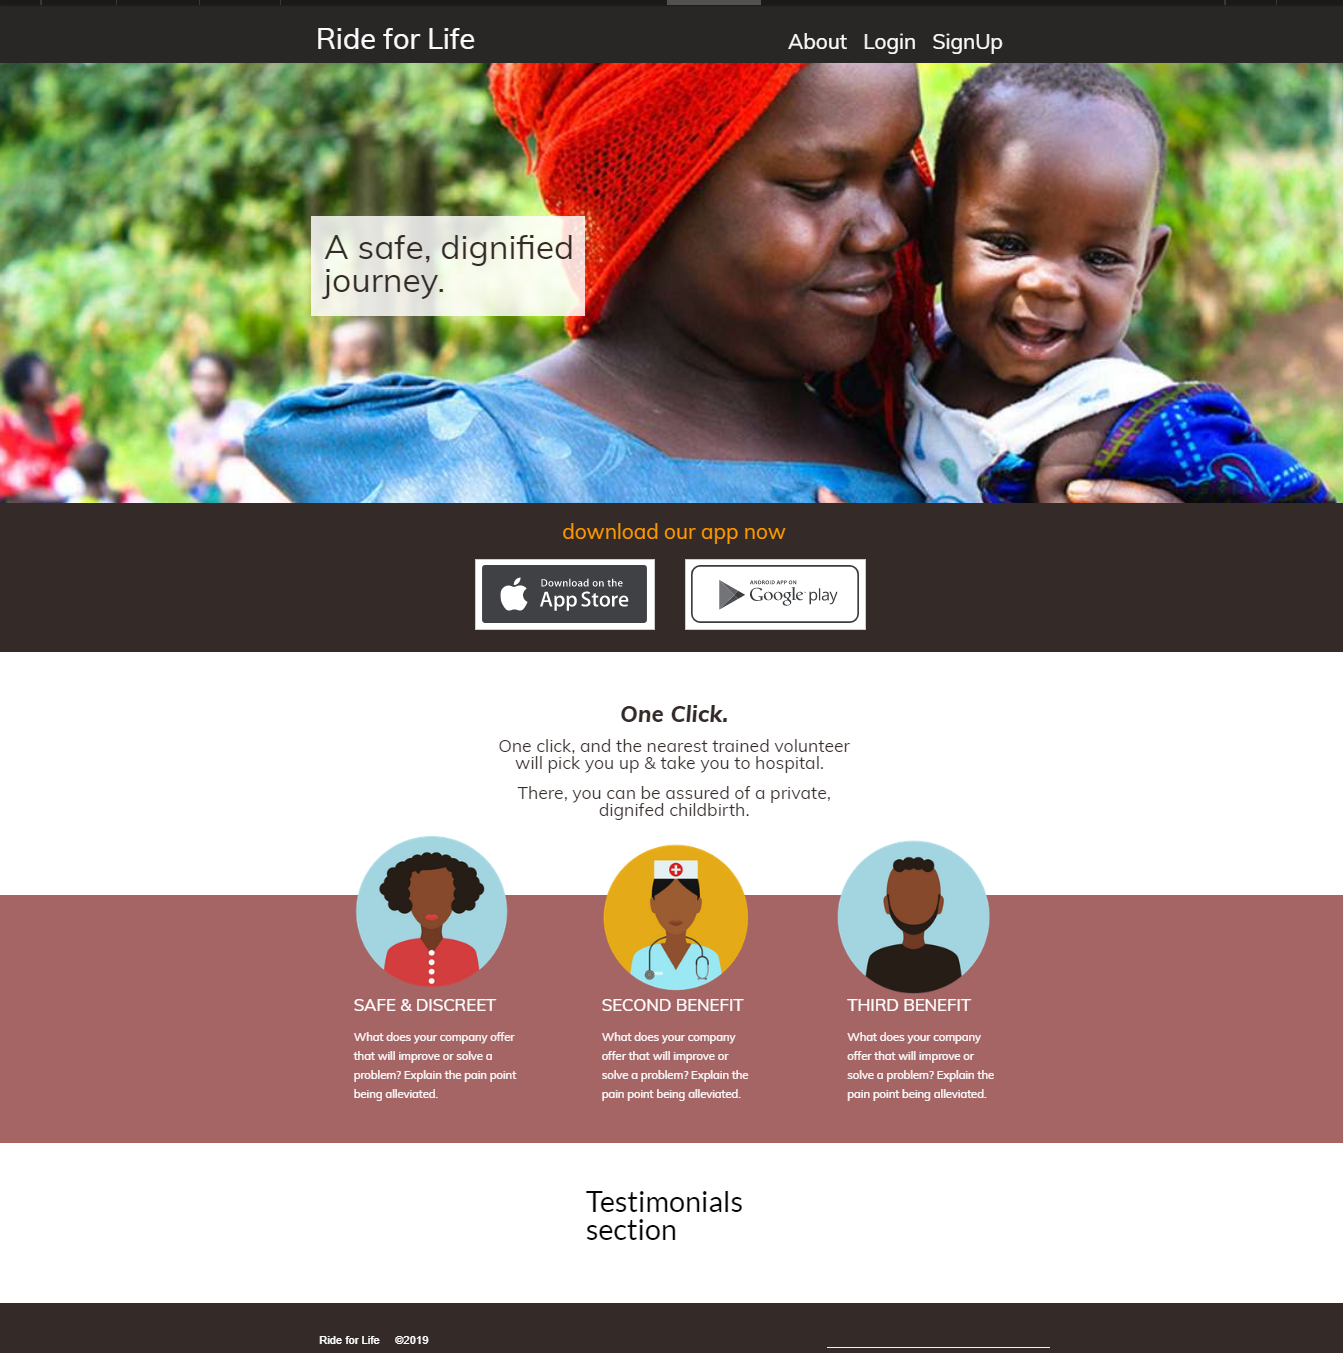 Ride for Life
About Login SignUp
A safe, dignified
journey.
download our app now
Download on the
App Store
ANDROID APP ON
Google play
One Click.
One click, and the nearest trained volunteer
will pick you up & take you to hospital.
There, you can be assured of a private,
dignifed childbirth.
SAFE & DISCREET
What does your company offer
that will improve or solve a
problem? Explain the pain point
being alleviated.
SECOND BENEFIT
What does your company
offer that will improve or
solve a problem? Explain the
pain point being alleviated.
THIRD BENEFIT
What does your company
offer that will improve or
solve a problem? Explain the
pain point being alleviated.
Testimonials
section
Ride for Life ©2019